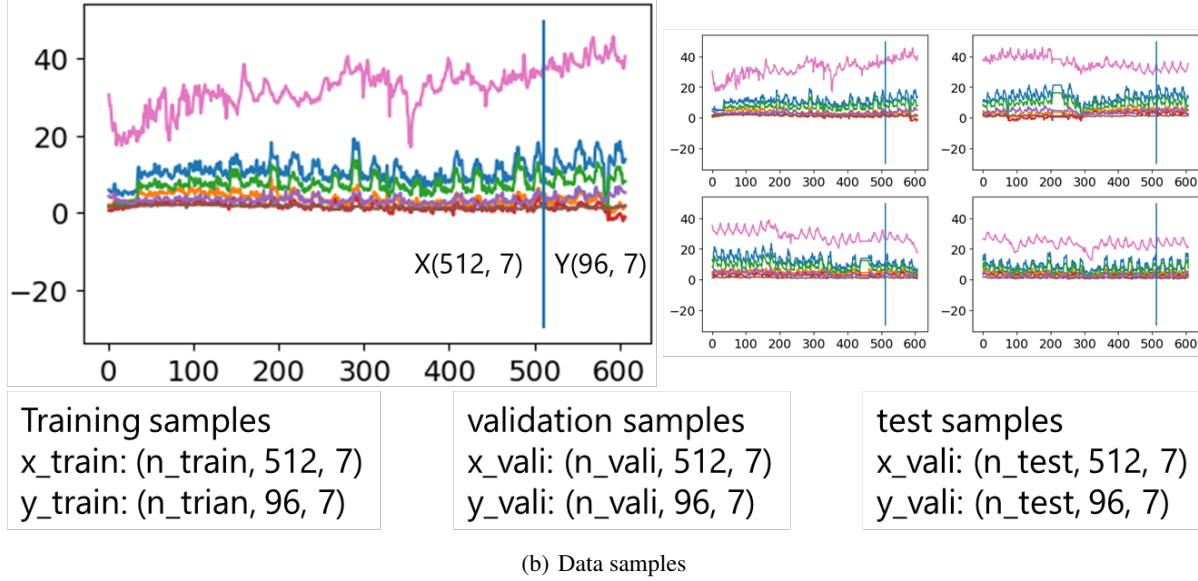 40
20
0
−20
X(512, 7)
Y(96, 7)
0 100 200 300 400 500 600
40
20
0
−20
0 100 200 300 400 500 600
40
20
0
−20
0 100 200 300 400 500 600
40
20
0
−20
0 100 200 300 400 500 600
40
20
0
−20
0 100 200 300 400 500 600
Training samples
x_train: (n_train, 512, 7)
y_train: (n_trian, 96, 7)
validation samples
x_vali: (n_vali, 512, 7)
y_vali: (n_vali, 96, 7)
test samples
x_vali: (n_test, 512, 7)
y_vali: (n_test, 96, 7)
(b) Data samples